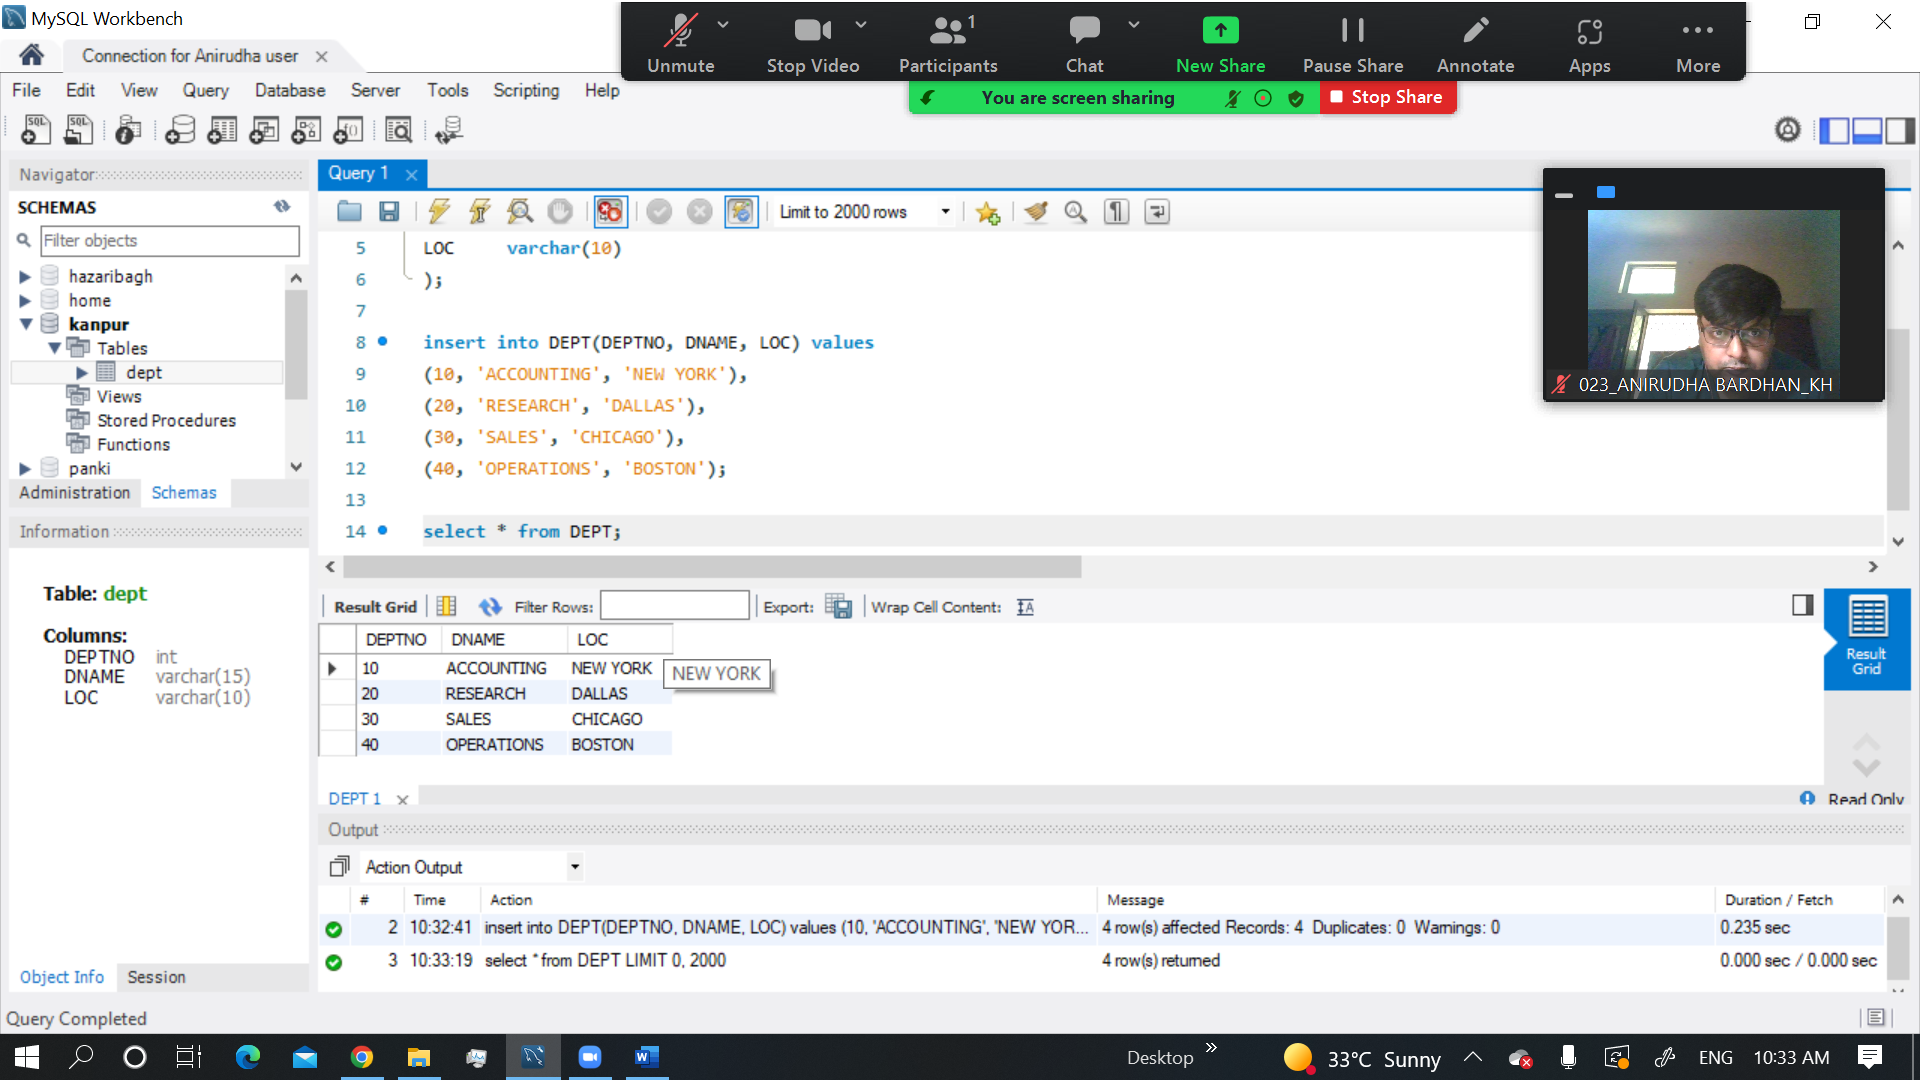 MySQL Workbench
Connection for Anirudha user
Unmute
Stop Video
1
Participants
Chat
New Share
Pause Share
Annotate
Apps
More
You are screen sharing
Stop Share
File Edit View Query Database Server Tools Scripting Help
SQL
SQL
Navigator
SCHEMAS
Filter objects
hazaribagh
home
kanpur
Tables
dept
Views
Stored Procedures
Functions
panki
Administration Schemas
Information
Table: dept
Columns:
DEPTNO int
DNAME varchar(15)
LOC varchar(10)
Object Info Session
Query Completed
Query 1
Limit to 2000 rows
5 LOC varchar(10)
6 );
7
8 insert into DEPT(DEPTNO, DNAME, LOC) values
9 (10, 'ACCOUNTING', 'NEW YORK'),
10 (20, 'RESEARCH', 'DALLAS'),
11 (30, 'SALES', 'CHICAGO'),
12 (40, 'OPERATIONS', 'BOSTON');
13
14 select * from DEPT;
023_ANIRUDHA BARDHAN_KH
Result Grid Filter Rows: Export: Wrap Cell Content:
DEPTNO DNAME LOC
10 ACCOUNTING NEW YORK
20 RESEARCH DALLAS
30 SALES CHICAGO
40 OPERATIONS BOSTON
NEW YORK
Result
Grid
DEPT 1
Read Only
Output
Action Output
# Time Action Message Duration / Fetch
2 10:32:41 insert into DEPT(DEPTNO, DNAME, LOC) values (10, 'ACCOUNTING', 'NEW YOR... 4 row(s) affected Records: 4 Duplicates: 0 Warnings: 0 0.235 sec
3 10:33:19 select * from DEPT LIMIT 0, 2000 4 row(s) returned 0.000 sec / 0.000 sec
Desktop
33°C Sunny
ENG
10:33 AM